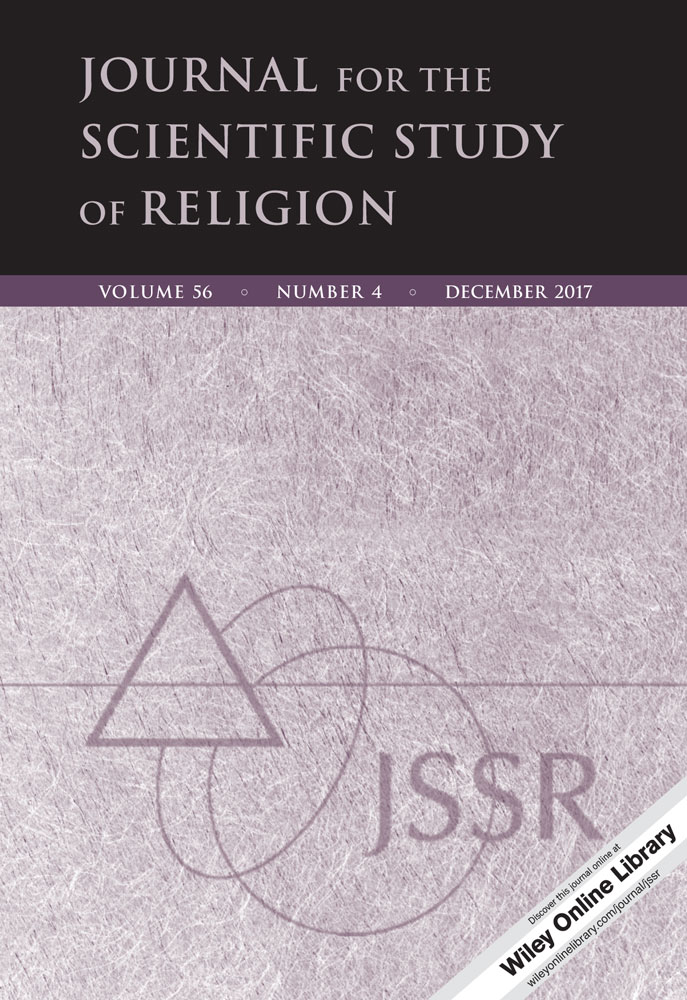 JOURNAL FOR THE
SCIENTIFIC STUDY
OF RELIGION
VOLUME 56 ◦ NUMBER 4 ◦ DECEMBER 2017
JSSR
Discover this journal online at
Wiley Online Library
wileyonlinelibrary.com/journal/jssr